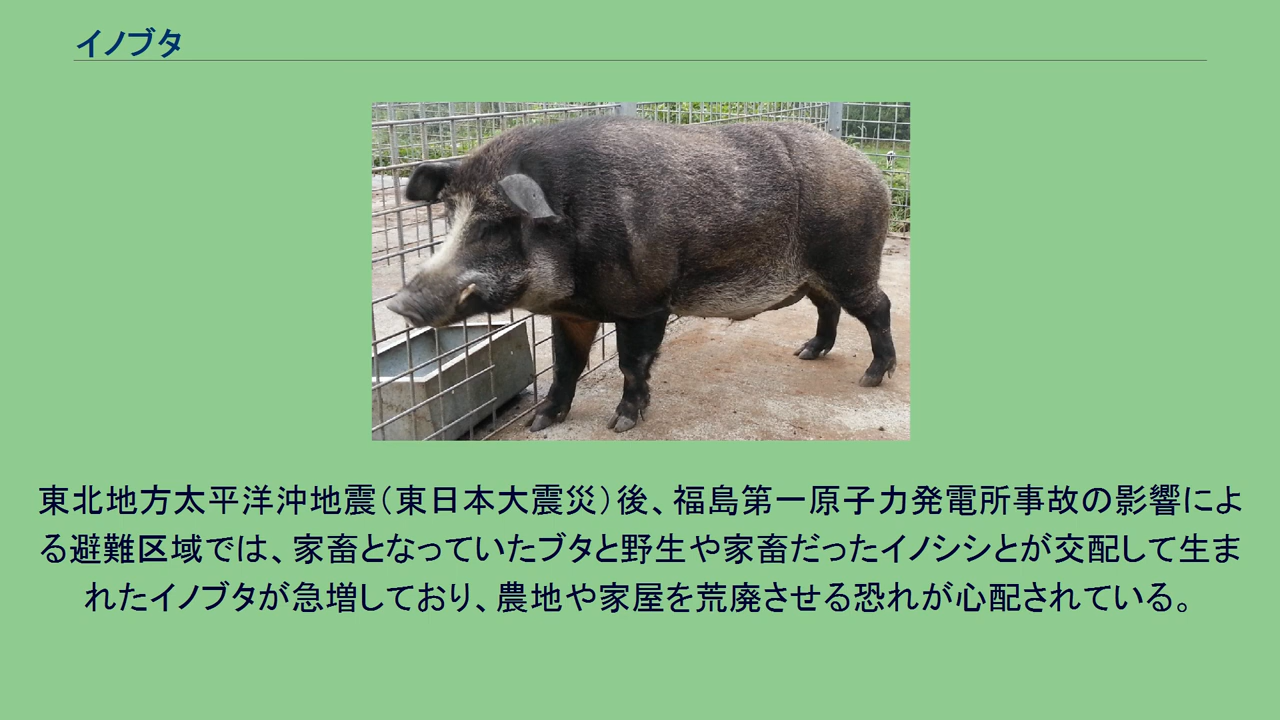 イノブタ
東北地方太平洋沖地震（東日本大震災）後、福島第一原子力発電所事故の影響によ
る避難区域では、家畜となっていたブタと野生や家畜だったイノシシとが交配して生ま
れたイノブタが急増しており、農地や家屋を荒廃させる恐れが心配されている。